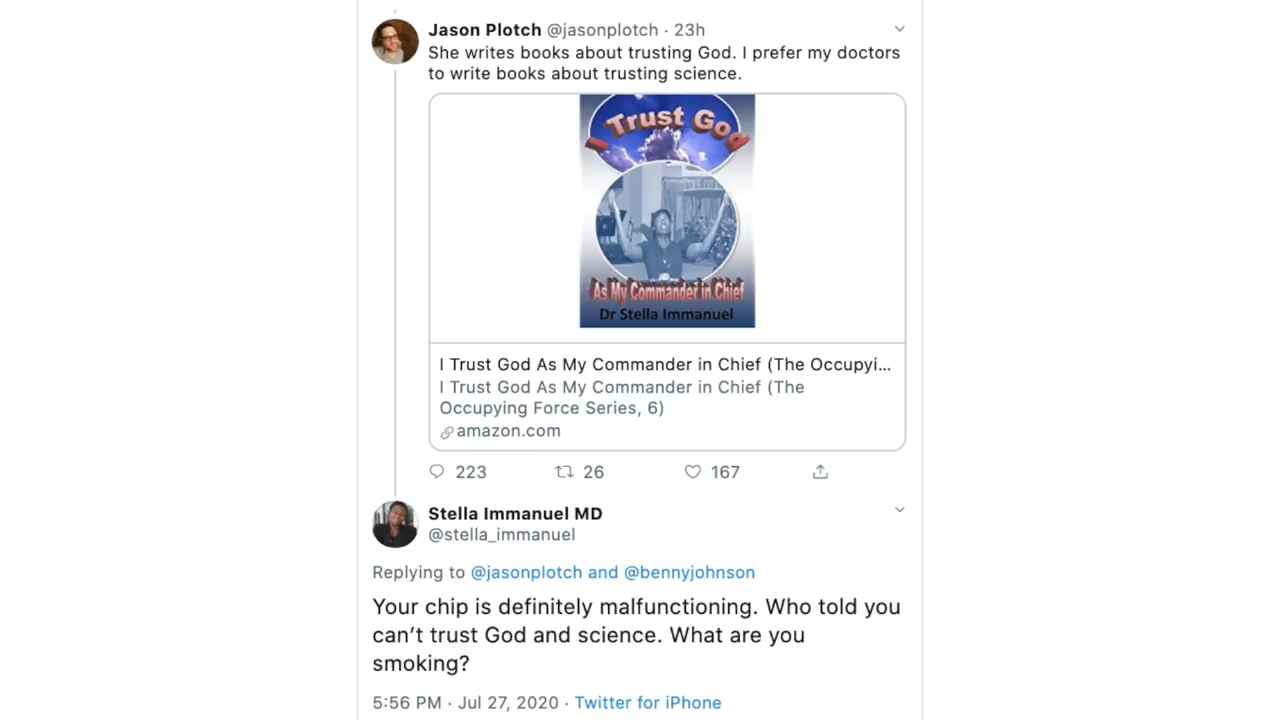 Jason Plotch @jasonplotch · 23h
She writes books about trusting God. I prefer my doctors
to write books about trusting science.
I Trust God
As My Commander in Chief
Dr Stella Immanuel
I Trust God As My Commander in Chief (The Occupyi...
I Trust God As My Commander in Chief (The
Occupying Force Series, 6)
amazon.com
223 26 167
Stella Immanuel MD
@stella_immanuel
Replying to @jasonplotch and @bennyjohnson
Your chip is definitely malfunctioning. Who told you
can’t trust God and science. What are you
smoking?
5:56 PM · Jul 27, 2020 · Twitter for iPhone